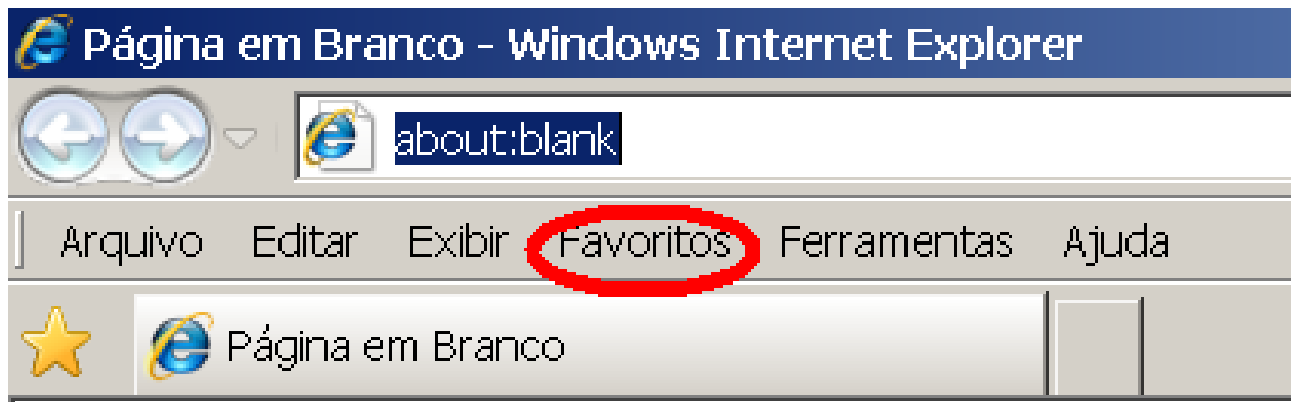 Página em Branco - Windows Internet Explorer
about:blank
Arquivo Editar Exibir Favoritos Ferramentas Ajuda
Página em Branco